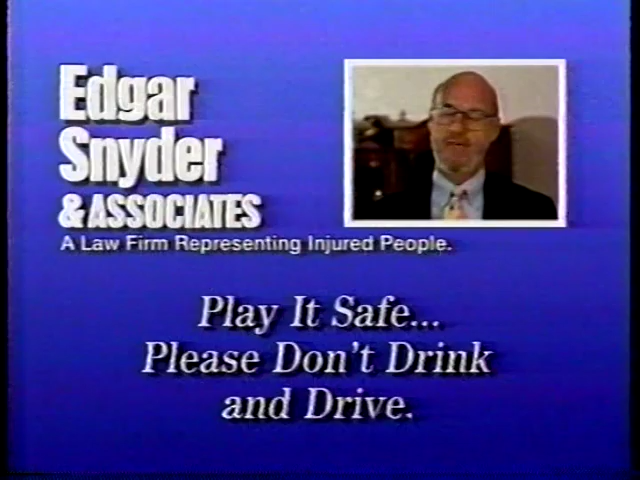 Edgar
Snyder
& ASSOCIATES
A Law Firm Representing Injured People.
Play It Safe...
Please Don't Drink
and Drive.